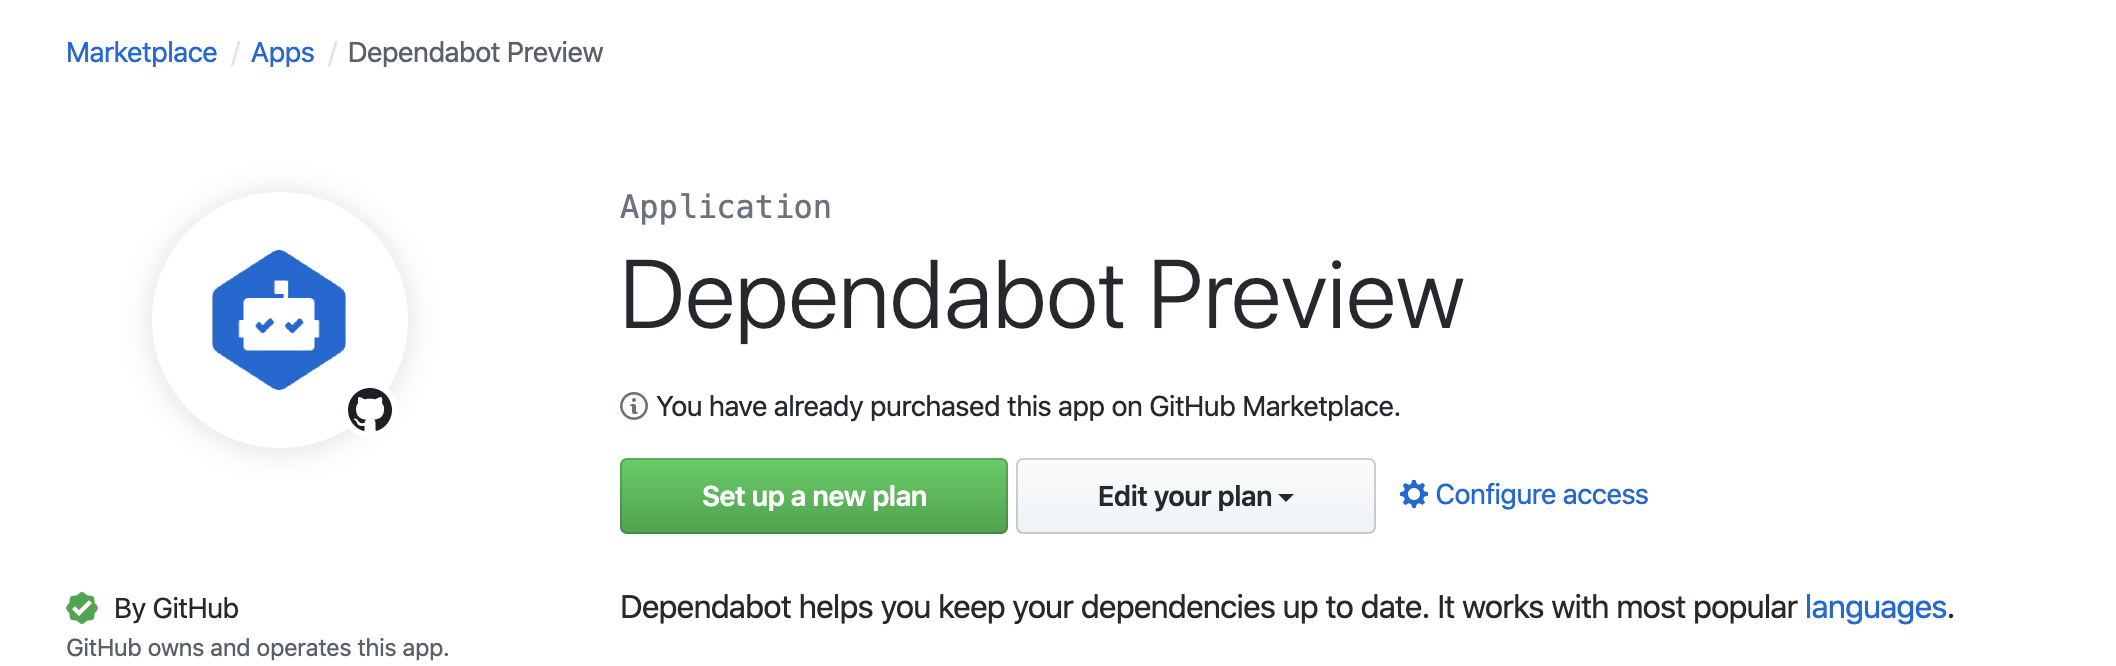 Marketplace / Apps / Dependabot Preview
Application
Dependabot Preview
You have already purchased this app on GitHub Marketplace.
Set up a new plan
Edit your plan
Configure access
By GitHub
GitHub owns and operates this app.
Dependabot helps you keep your dependencies up to date. It works with most popular languages.